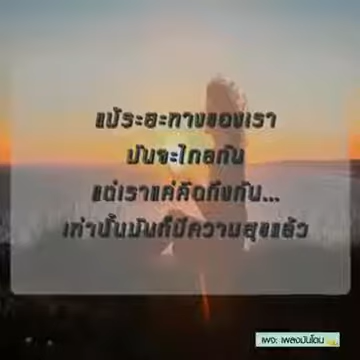 แม้ระยะทางของเรา
มันจะไกลกัน
แต่เราแค่คิดถึงกัน...
เท่านั้นมันก็มีความสุขแล้ว
เพจ: เพลงมันโดน